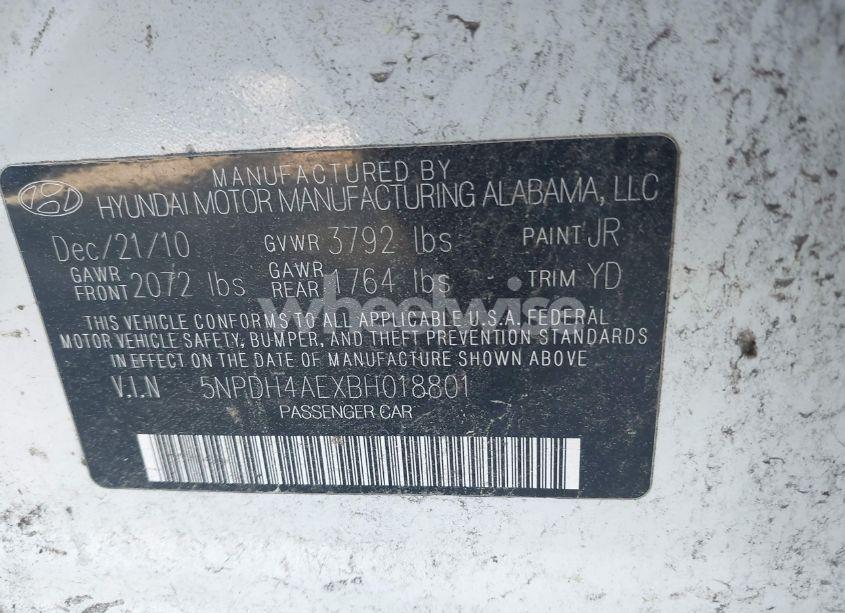 MANUFACTURED BY
HYUNDAI MOTOR MANUFACTURING ALABAMA, LLC
Dec/21/10 GVWR 3792 lbs PAINT JR
GAWR FRONT 2072 lbs GAWR REAR 1764 lbs TRIM YD
wheelwise
THIS VEHICLE CONFORMS TO ALL APPLICABLE U.S.A. FEDERAL
MOTOR VEHICLE SAFETY, BUMPER, AND THEFT PREVENTION STANDARDS
IN EFFECT ON THE DATE OF MANUFACTURE SHOWN ABOVE
V.I.N 5NPDH4AEXBH018801
PASSENGER CAR